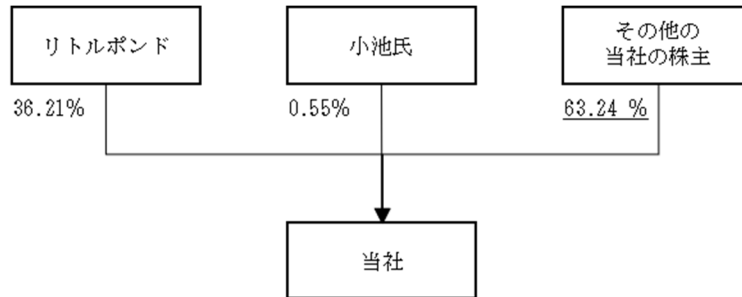 リトルポンド
小池氏
その他の
当社の株主
36.21%
0.55%
63.24 %
当社